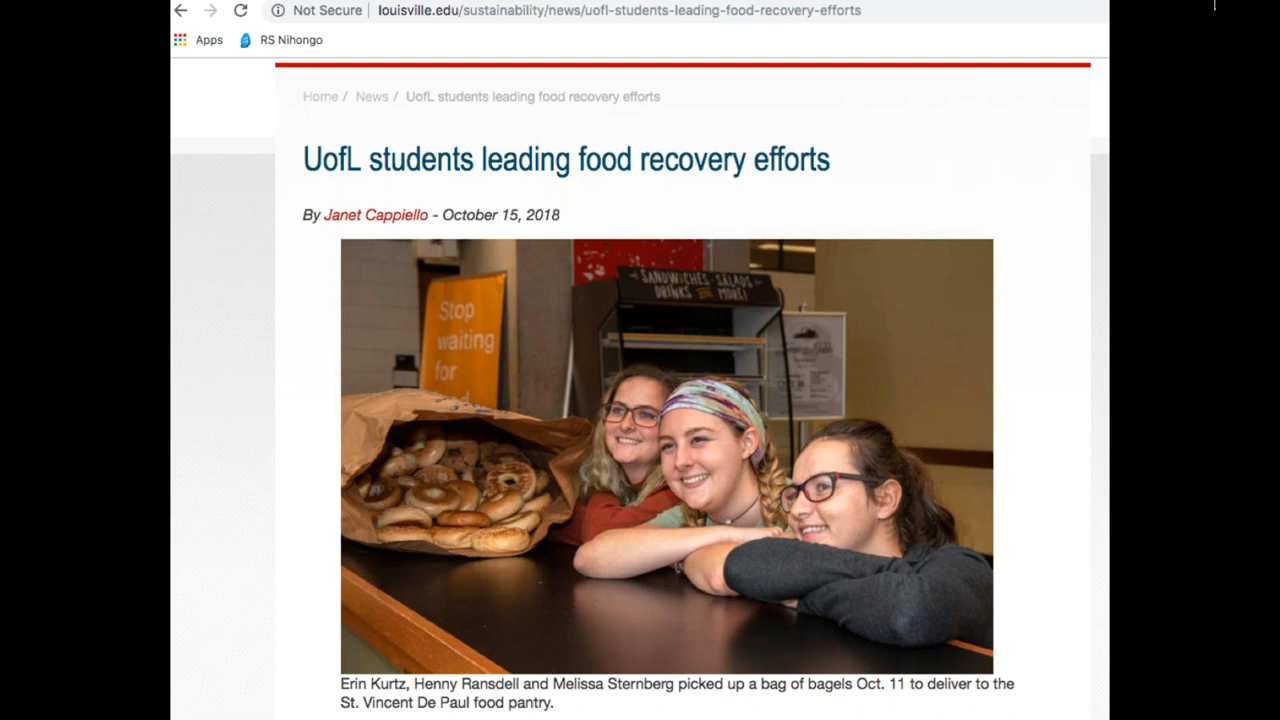 Not Secure louisville.edu/sustainability/news/uofl-students-leading-food-recovery-efforts
Apps RS Nihongo
Home / News / UofL students leading food recovery efforts
UofL students leading food recovery efforts
By Janet Cappiello - October 15, 2018
SANDWICHES · SALADS
DRINKS AND MORE!
Stop
waiting
for
Erin Kurtz, Henny Ransdell and Melissa Sternberg picked up a bag of bagels Oct. 11 to deliver to the
St. Vincent De Paul food pantry.